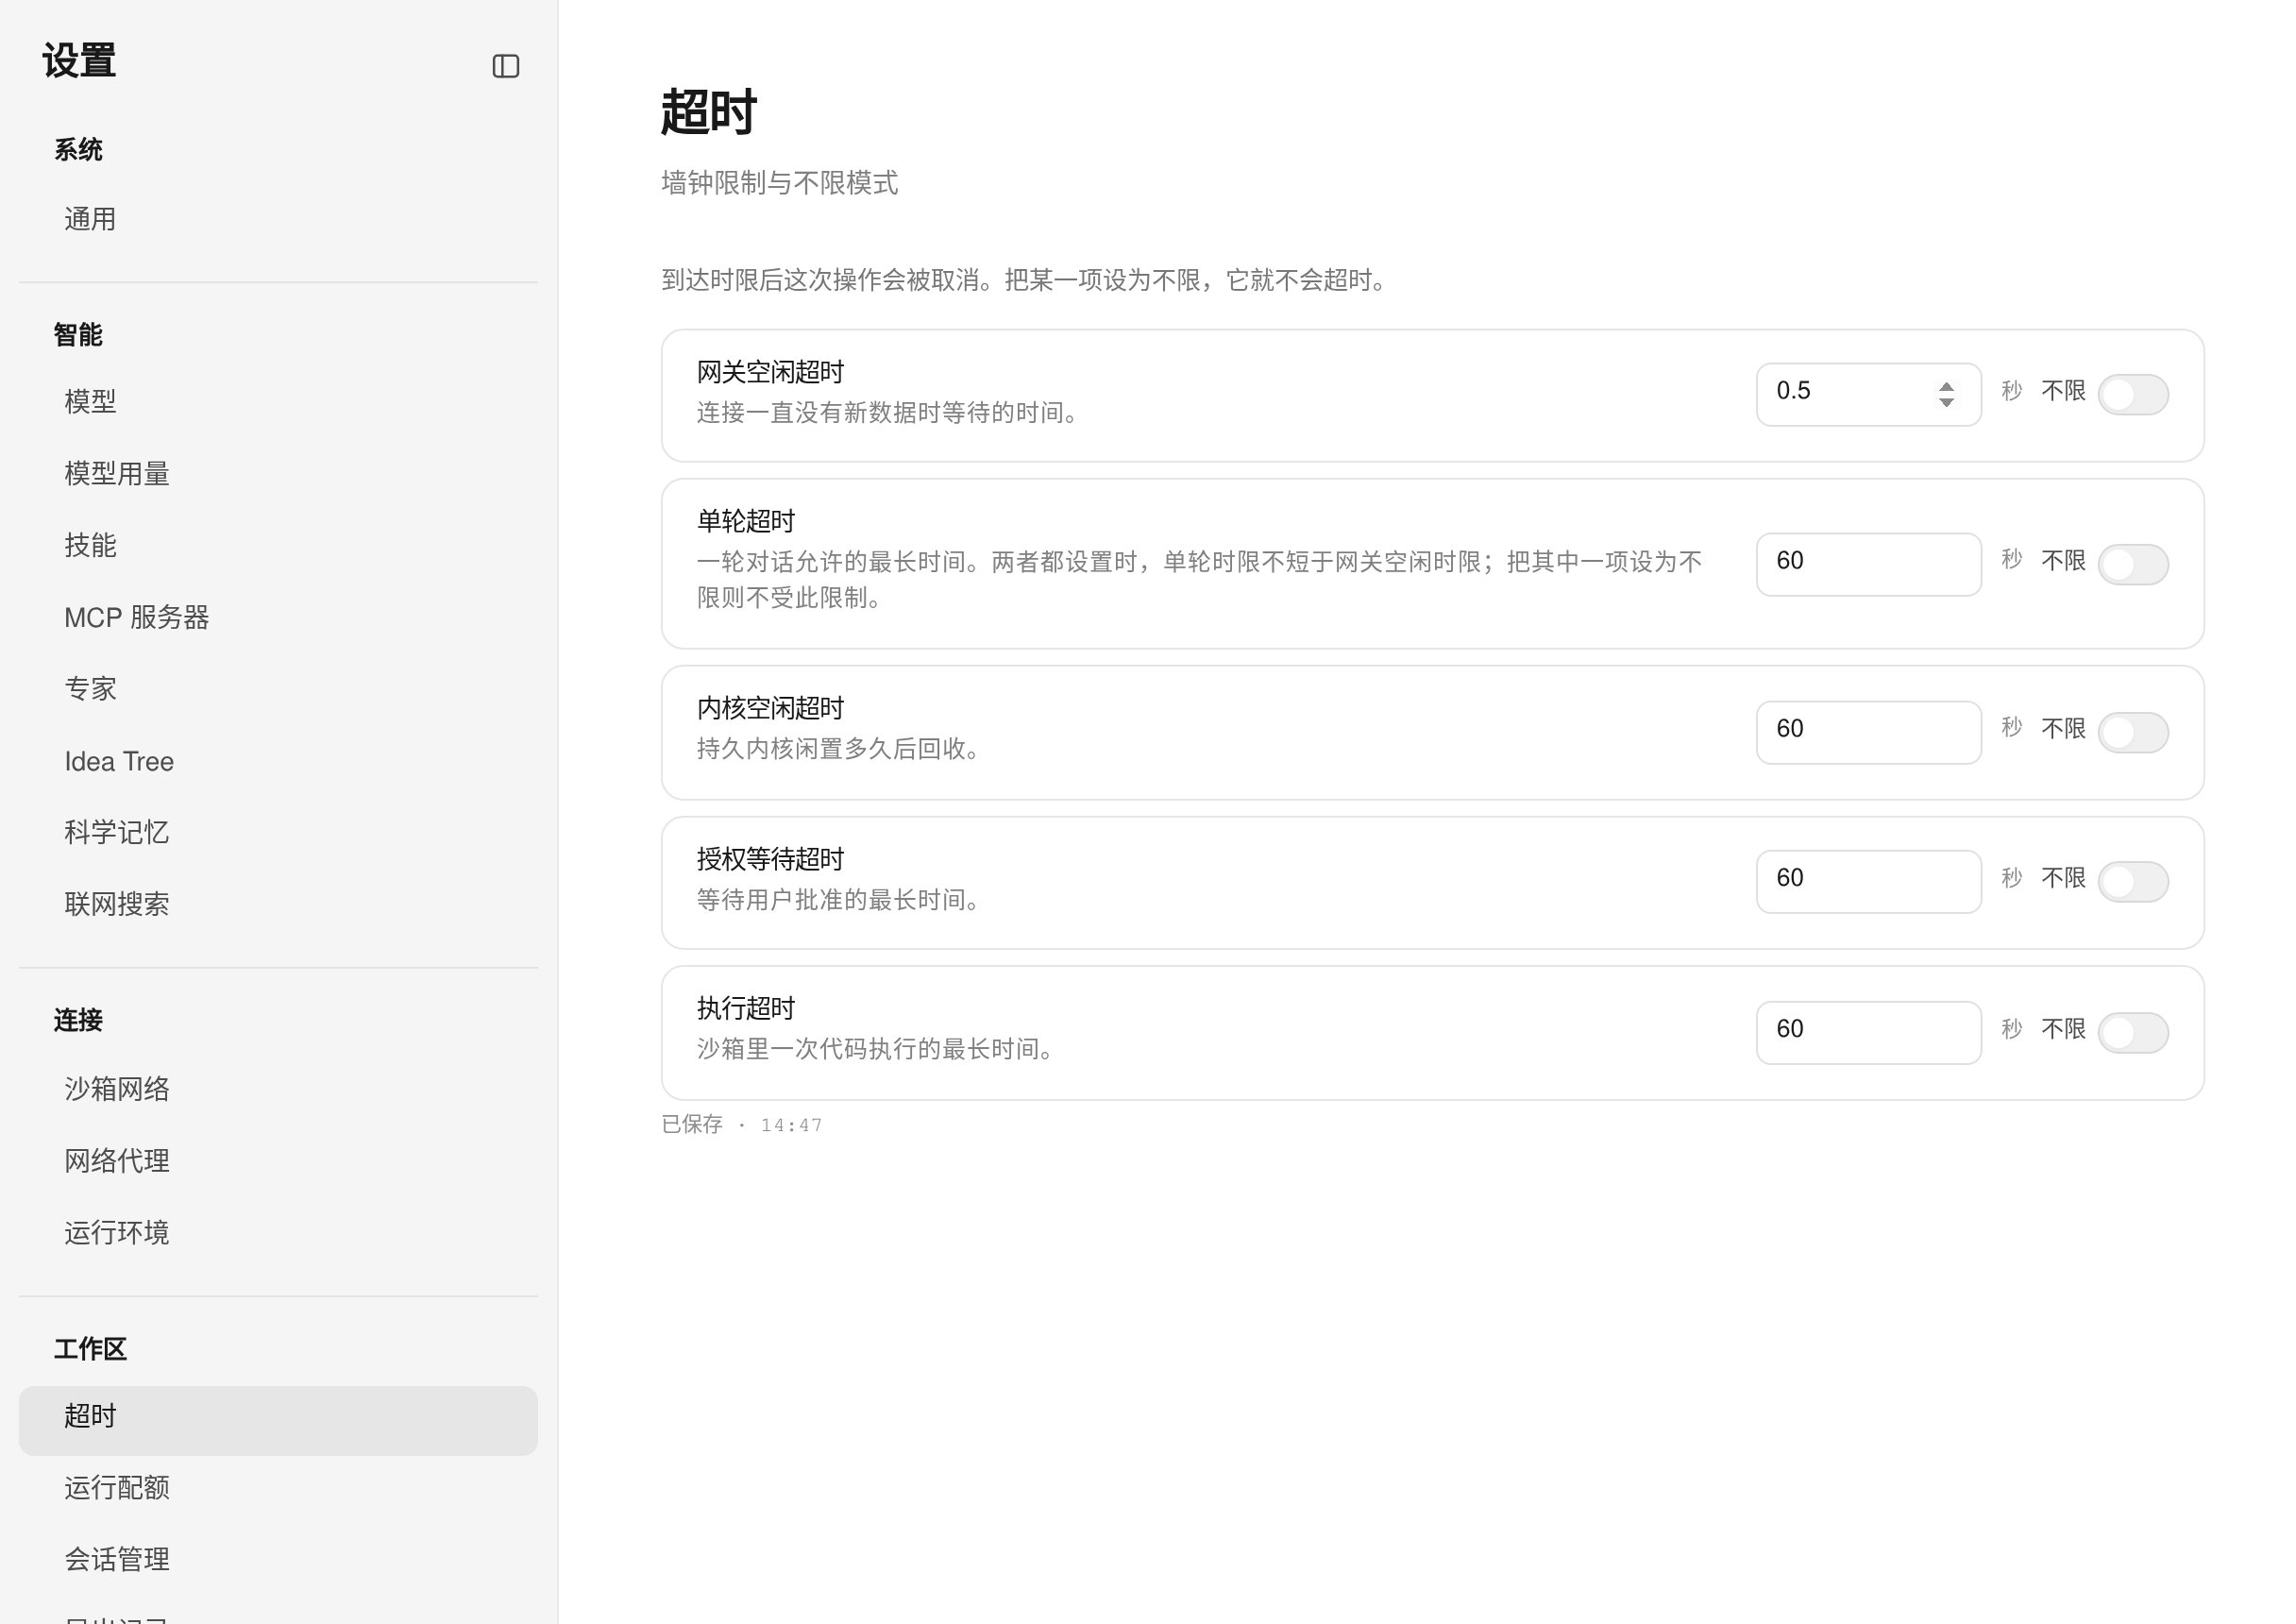 设置
系统
通用
智能
模型
模型用量
技能
MCP 服务器
专家
Idea Tree
科学记忆
联网搜索
连接
沙箱网络
网络代理
运行环境
工作区
超时
运行配额
会话管理
超时
墙钟限制与不限模式
到达时限后这次操作会被取消。把某一项设为不限，它就不会超时。
网关空闲超时
连接一直没有新数据时等待的时间。
0.5 秒 不限
单轮超时
一轮对话允许的最长时间。两者都设置时，单轮时限不短于网关空闲时限；把其中一项设为不
限则不受此限制。
60 秒 不限
内核空闲超时
持久内核闲置多久后回收。
60 秒 不限
授权等待超时
等待用户批准的最长时间。
60 秒 不限
执行超时
沙箱里一次代码执行的最长时间。
60 秒 不限
已保存 · 14:47